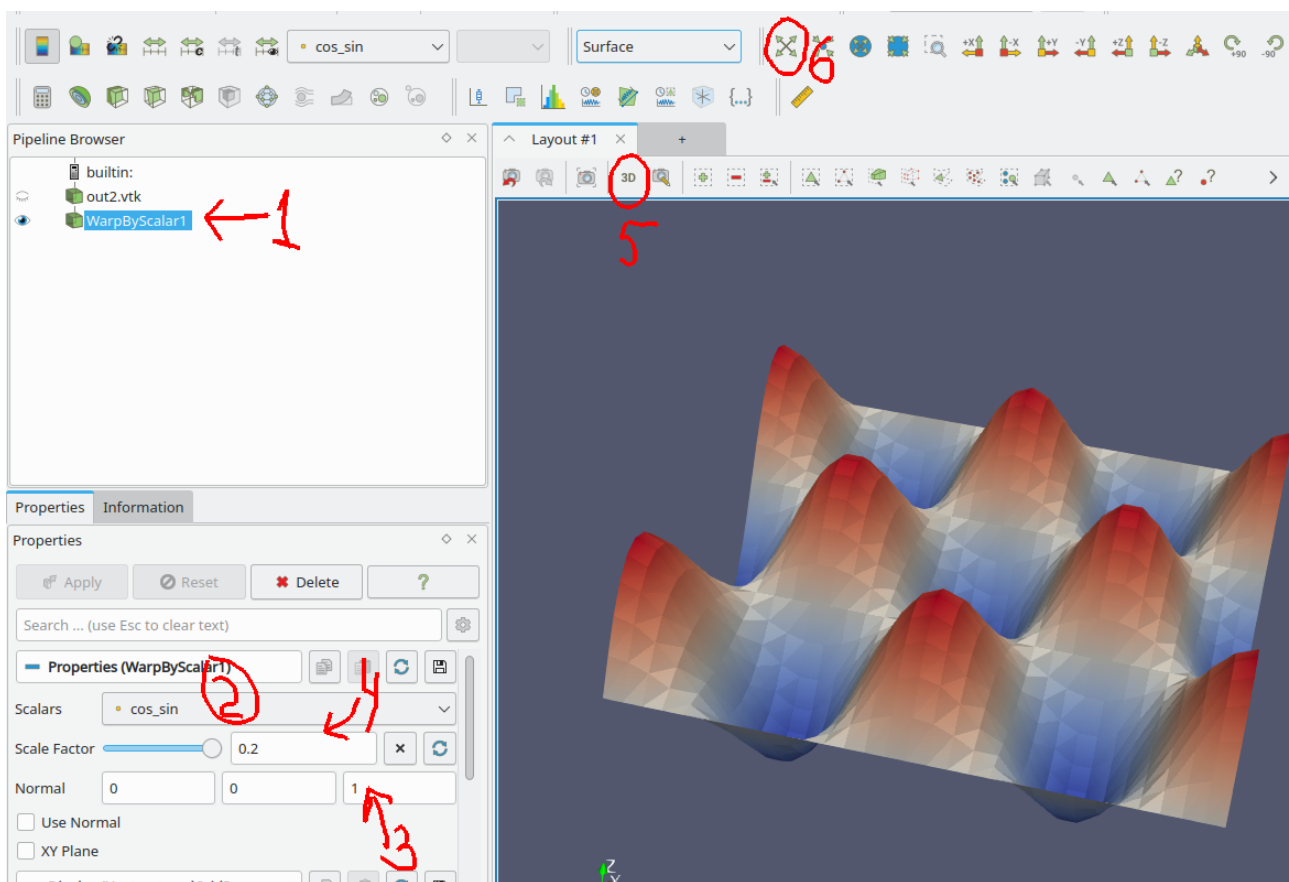 cos_sin Surface 6 +X -X +Y -Y +Z -Z +90 -90
{...}
Pipeline Browser Layout #1 +
builtin: 3D ? ?
out2.vtk
WarpByScalar1 1
5
Properties Information
Properties
Apply Reset Delete ?
Search ... (use Esc to clear text)
Properties (WarpByScalar1)
2 4
Scalars cos_sin
Scale Factor 0.2
Normal 0 0 1
Use Normal 3
XY Plane
Z